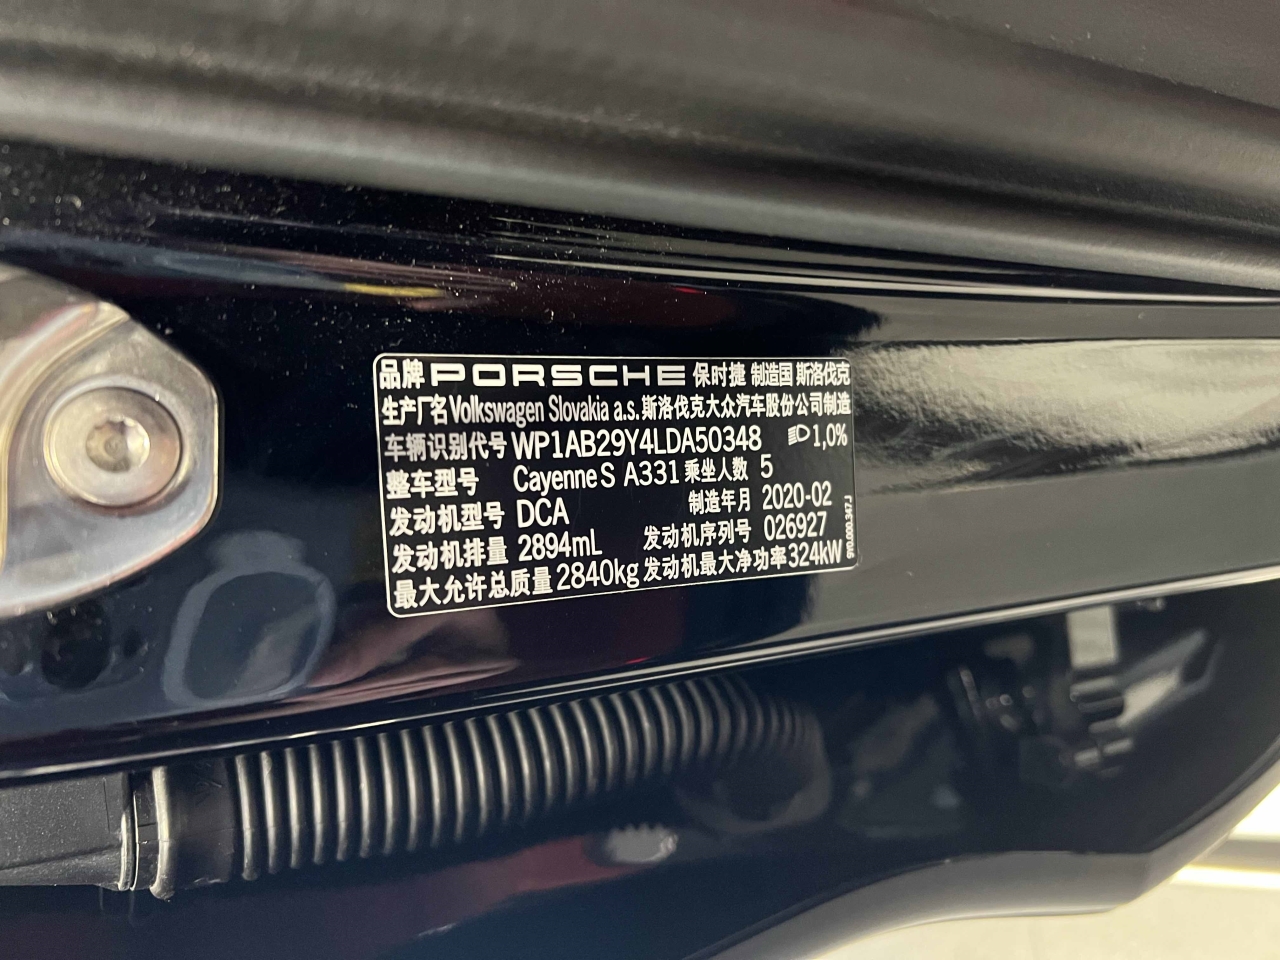 品牌 PORSCHE 保时捷 制造国 斯洛伐克
生产厂名 Volkswagen Slovakia a.s. 斯洛伐克大众汽车股份公司制造
车辆识别代号 WP1AB29Y4LDA50348 1,0%
整车型号 Cayenne S A331 乘坐人数 5
发动机型号 DCA 制造年月 2020-02
发动机排量 2894mL 发动机序列号 026927
最大允许总质量 2840kg 发动机最大净功率 324kW